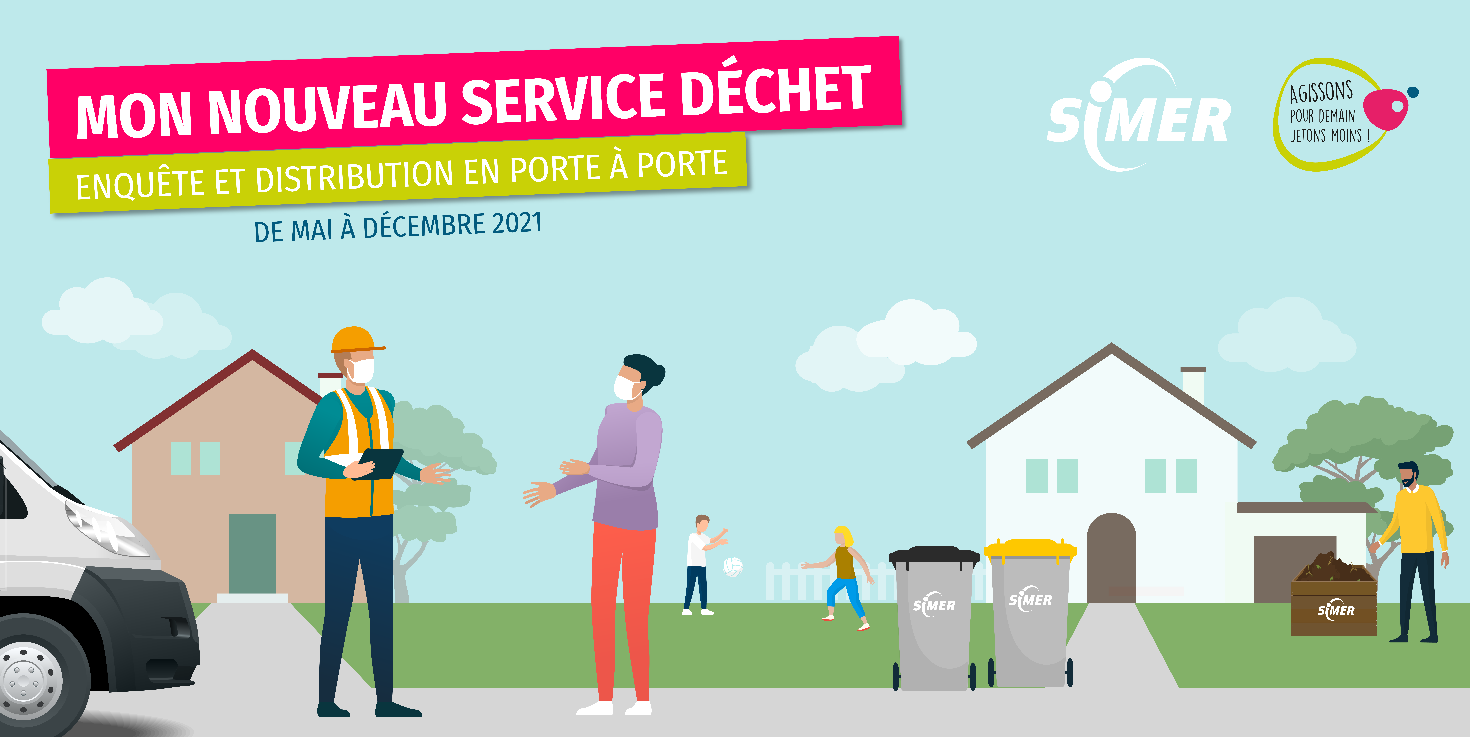 MON NOUVEAU SERVICE DÉCHET
ENQUÊTE ET DISTRIBUTION EN PORTE À PORTE
DE MAI À DÉCEMBRE 2021
SiMER
AGISSONS
POUR DEMAIN
JETONS MOINS !
SiMER
SiMER
SiMER